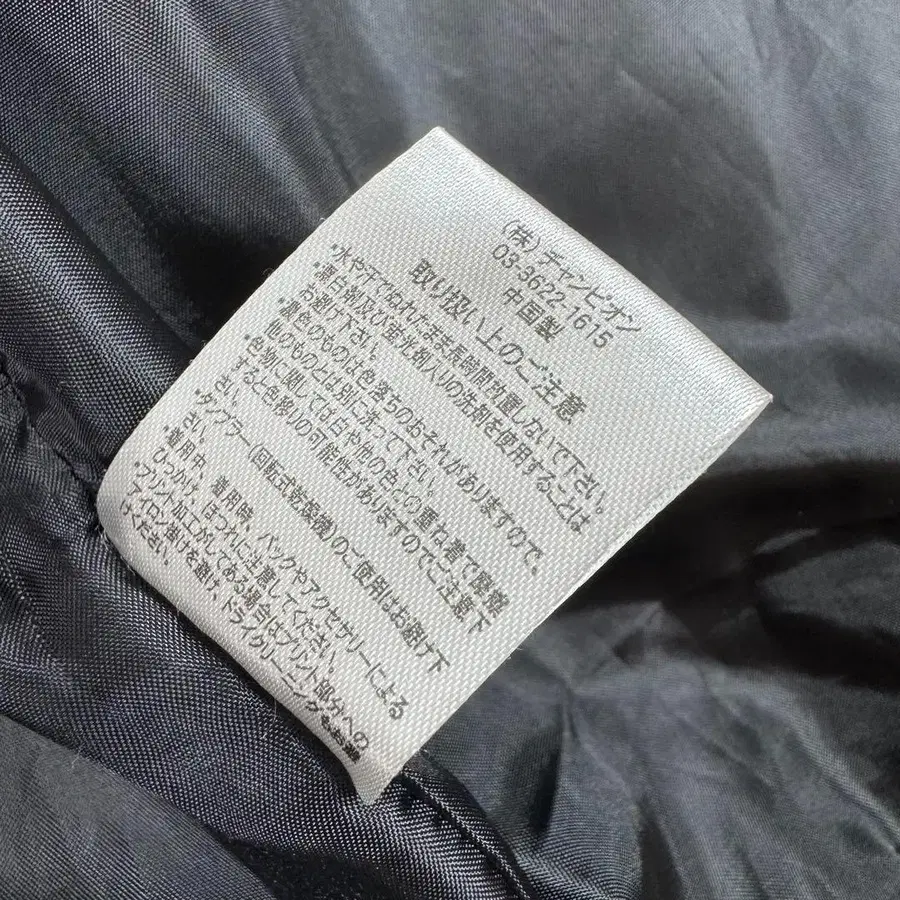 (株) チャンピオン
03-3622-1615
中国製
取り扱い上のご注意
・水や汗でぬれたまま長時間放置しないで下さい。
・漂白剤及び蛍光剤入りの洗剤を使用することは
お避け下さい。
・濃色のものは色落ちのおそれがありますので、
色のものとは別に洗って下さい。
・色物に関しては白や他の色との重ね着で摩擦
すると色移りの可能性がありますのでご注意下
さい。
・タンブラー(回転式乾燥機)のご使用はお避け下
さい。
・着用中、着用時、バックやアクセサリーによる
ひっかけ、ほつれに注意してください。
・プリント加工がしてある場合はプリント部分への
アイロン掛けを避け、ドライクリーニングもお避
けください。